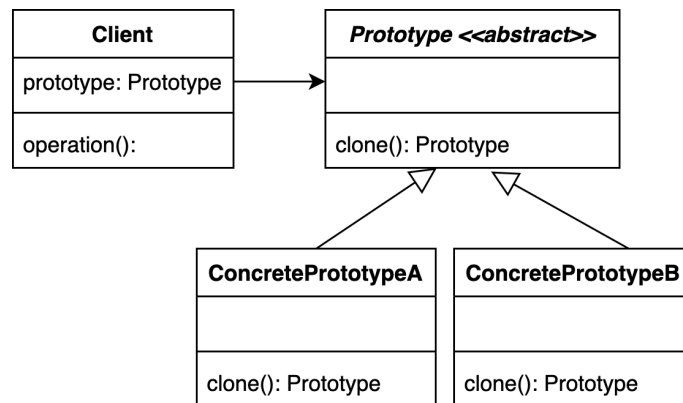 Client
prototype: Prototype
operation():
Prototype <<abstract>>
clone(): Prototype
ConcretePrototypeA
clone(): Prototype
ConcretePrototypeB
clone(): Prototype